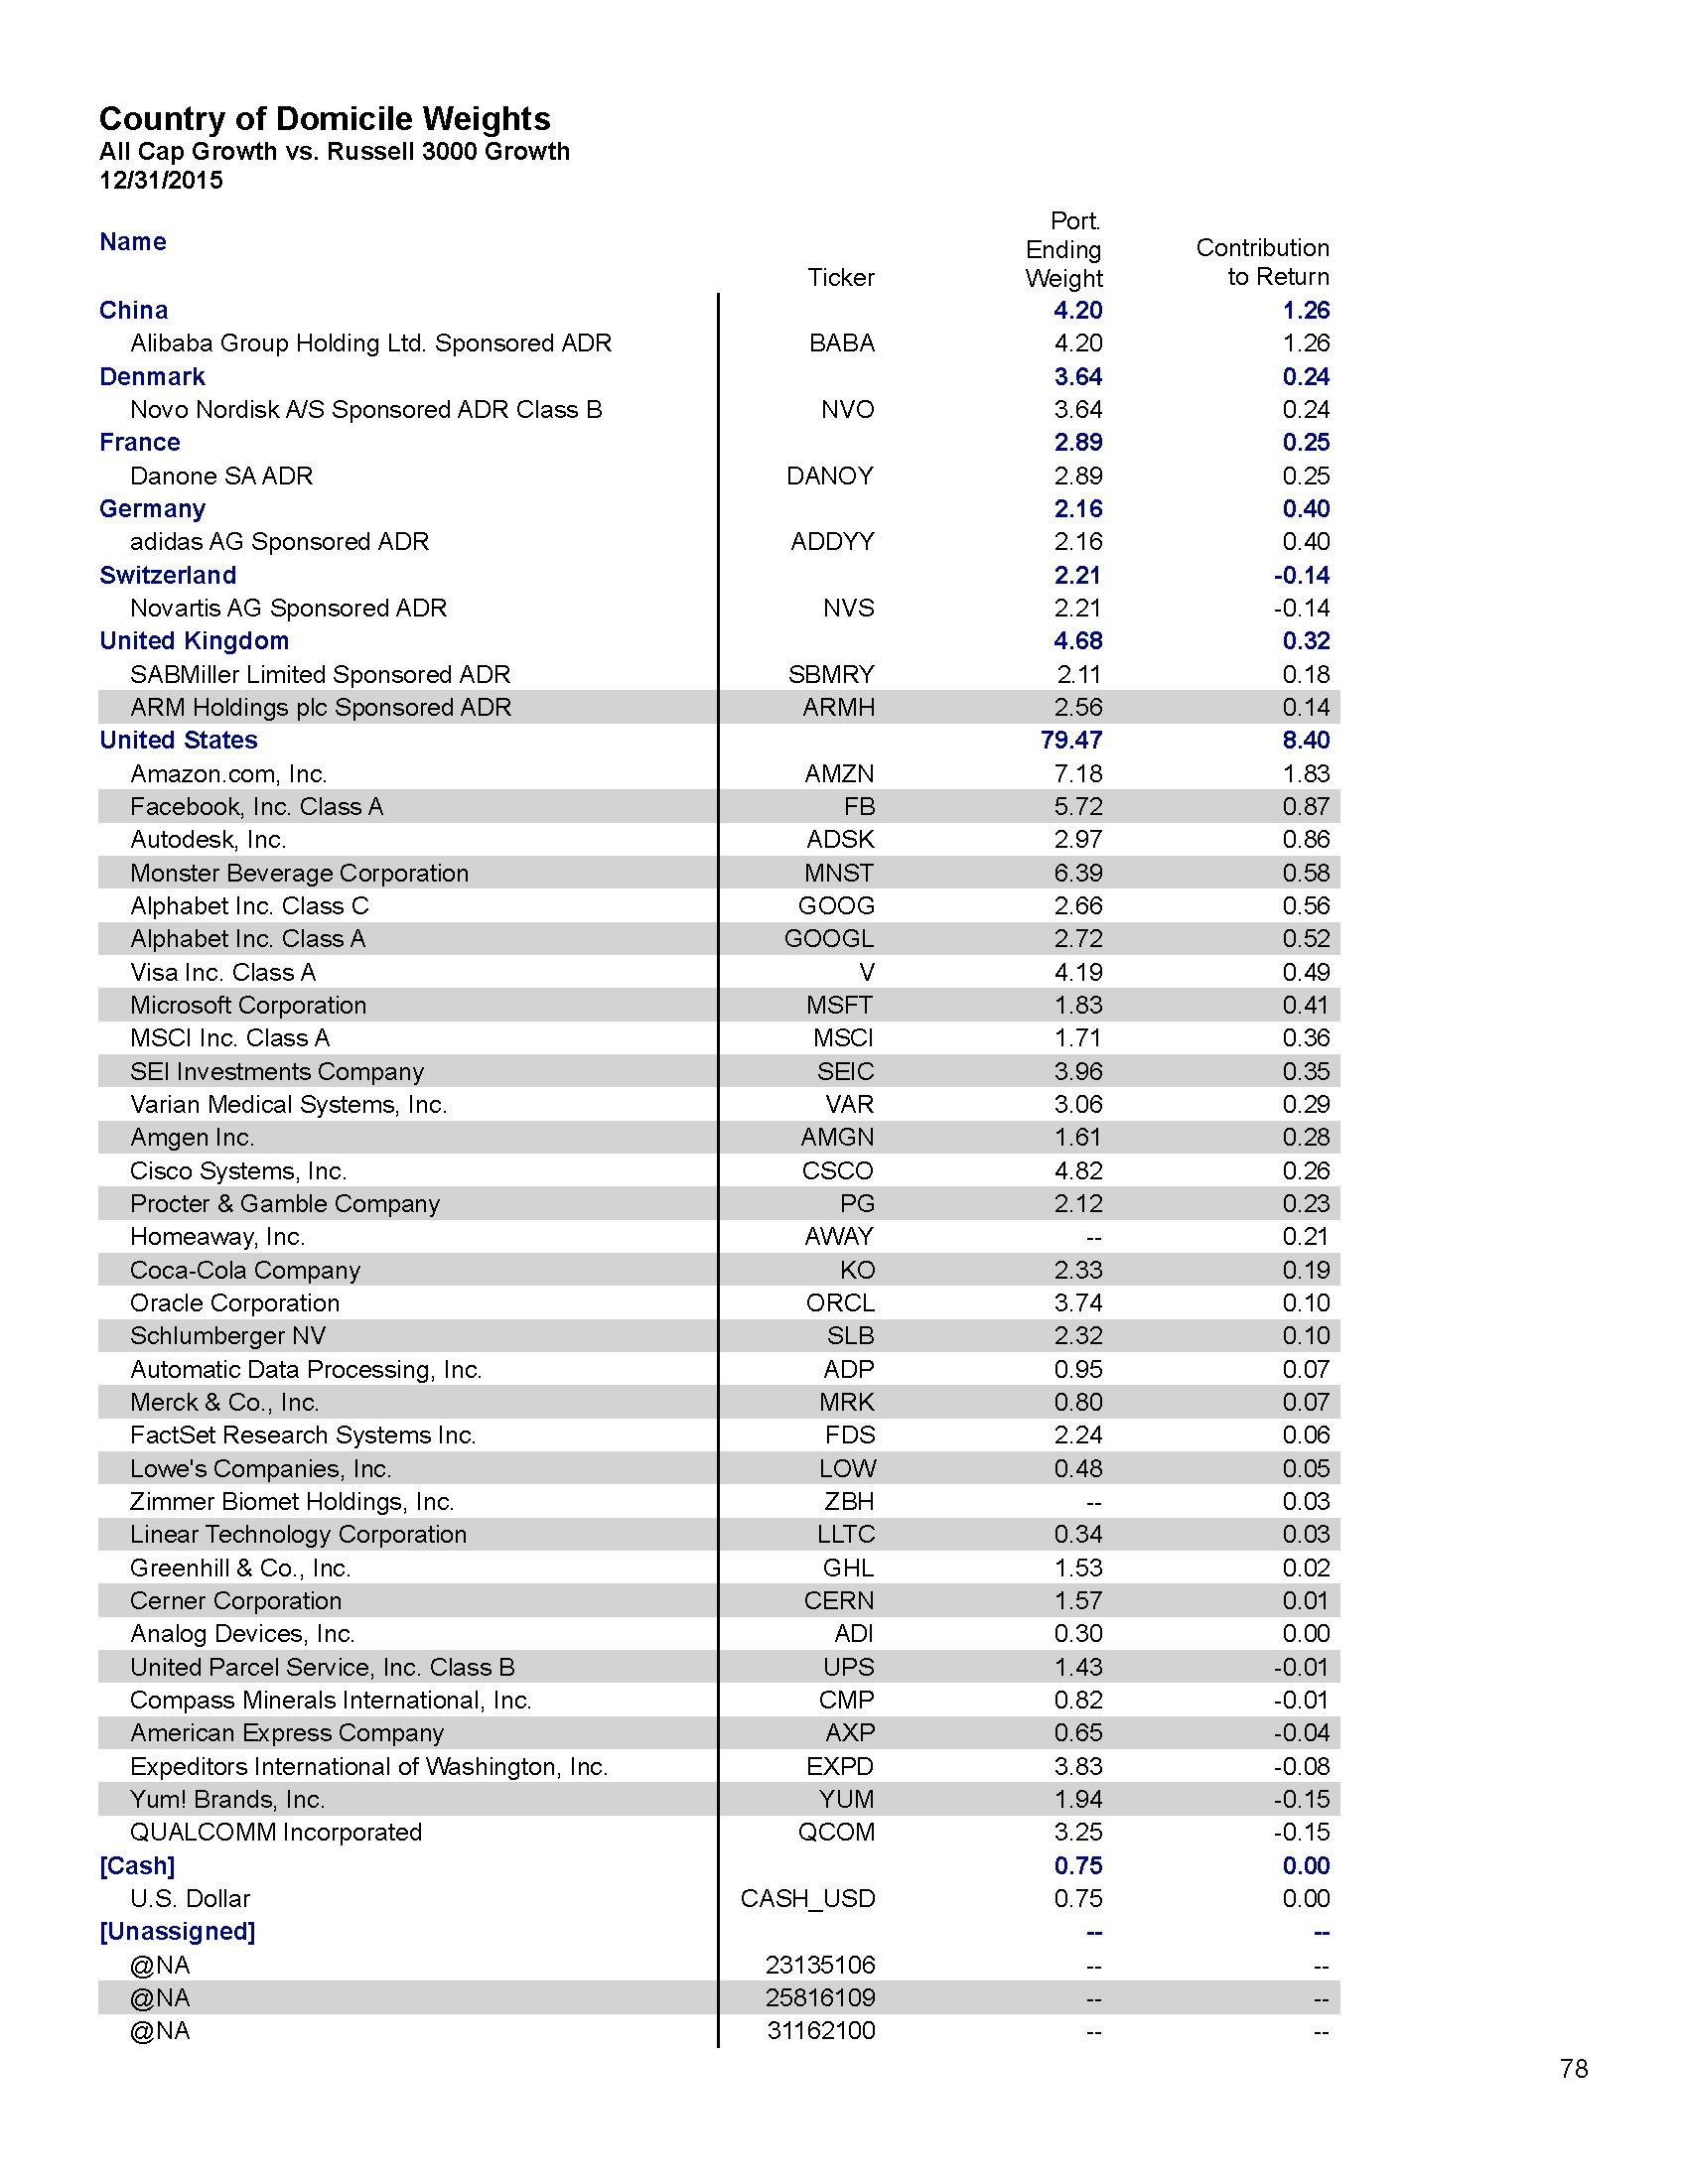 Country of Domicile Weights
All Cap Growth vs. Russell 3000 Growth
12/31/2015
Name Ticker Port. Ending Weight Contribution to Return
China 4.20 1.26
Alibaba Group Holding Ltd. Sponsored ADR BABA 4.20 1.26
Denmark 3.64 0.24
Novo Nordisk A/S Sponsored ADR Class B NVO 3.64 0.24
France 2.89 0.25
Danone SA ADR DANOY 2.89 0.25
Germany 2.16 0.40
adidas AG Sponsored ADR ADDYY 2.16 0.40
Switzerland 2.21 -0.14
Novartis AG Sponsored ADR NVS 2.21 -0.14
United Kingdom 4.68 0.32
SABMiller Limited Sponsored ADR SBMRY 2.11 0.18
ARM Holdings plc Sponsored ADR ARMH 2.56 0.14
United States 79.47 8.40
Amazon.com, Inc. AMZN 7.18 1.83
Facebook, Inc. Class A FB 5.72 0.87
Autodesk, Inc. ADSK 2.97 0.86
Monster Beverage Corporation MNST 6.39 0.58
Alphabet Inc. Class C GOOG 2.66 0.56
Alphabet Inc. Class A GOOGL 2.72 0.52
Visa Inc. Class A V 4.19 0.49
Microsoft Corporation MSFT 1.83 0.41
MSCI Inc. Class A MSCI 1.71 0.36
SEI Investments Company SEIC 3.96 0.35
Varian Medical Systems, Inc. VAR 3.06 0.29
Amgen Inc. AMGN 1.61 0.28
Cisco Systems, Inc. CSCO 4.82 0.26
Procter & Gamble Company PG 2.12 0.23
Homeaway, Inc. AWAY -- 0.21
Coca-Cola Company KO 2.33 0.19
Oracle Corporation ORCL 3.74 0.10
Schlumberger NV SLB 2.32 0.10
Automatic Data Processing, Inc. ADP 0.95 0.07
Merck & Co., Inc. MRK 0.80 0.07
FactSet Research Systems Inc. FDS 2.24 0.06
Lowe's Companies, Inc. LOW 0.48 0.05
Zimmer Biomet Holdings, Inc. ZBH -- 0.03
Linear Technology Corporation LLTC 0.34 0.03
Greenhill & Co., Inc. GHL 1.53 0.02
Cerner Corporation CERN 1.57 0.01
Analog Devices, Inc. ADI 0.30 0.00
United Parcel Service, Inc. Class B UPS 1.43 -0.01
Compass Minerals International, Inc. CMP 0.82 -0.01
American Express Company AXP 0.65 -0.04
Expeditors International of Washington, Inc. EXPD 3.83 -0.08
Yum! Brands, Inc. YUM 1.94 -0.15
QUALCOMM Incorporated QCOM 3.25 -0.15
[Cash] 0.75 0.00
U.S. Dollar CASH_USD 0.75 0.00
[Unassigned] -- --
@NA 23135106 -- --
@NA 25816109 -- --
@NA 31162100 -- --
78